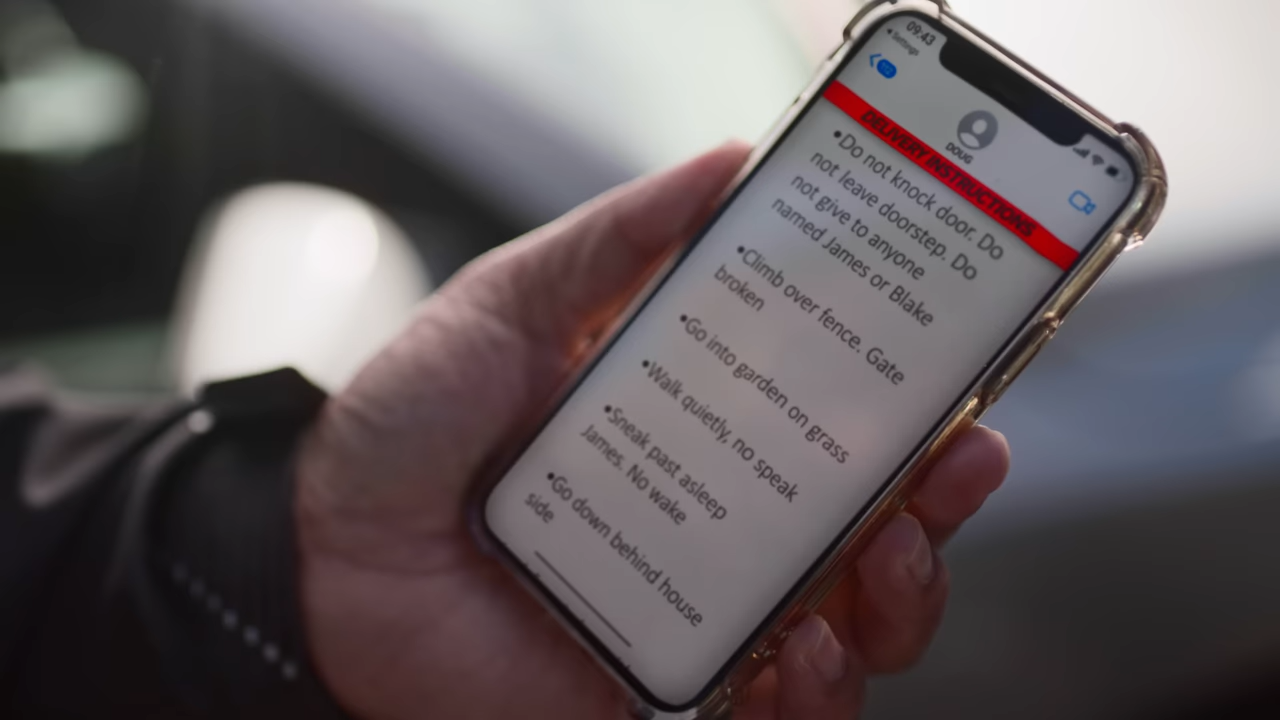 09:43
◂ Settings
DOUG
DELIVERY INSTRUCTIONS
•Do not knock door. Do
not leave doorstep. Do
not give to anyone
named James or Blake
•Climb over fence. Gate
broken
•Go into garden on grass
•Walk quietly, no speak
•Sneak past asleep
James. No wake
•Go down behind house
side